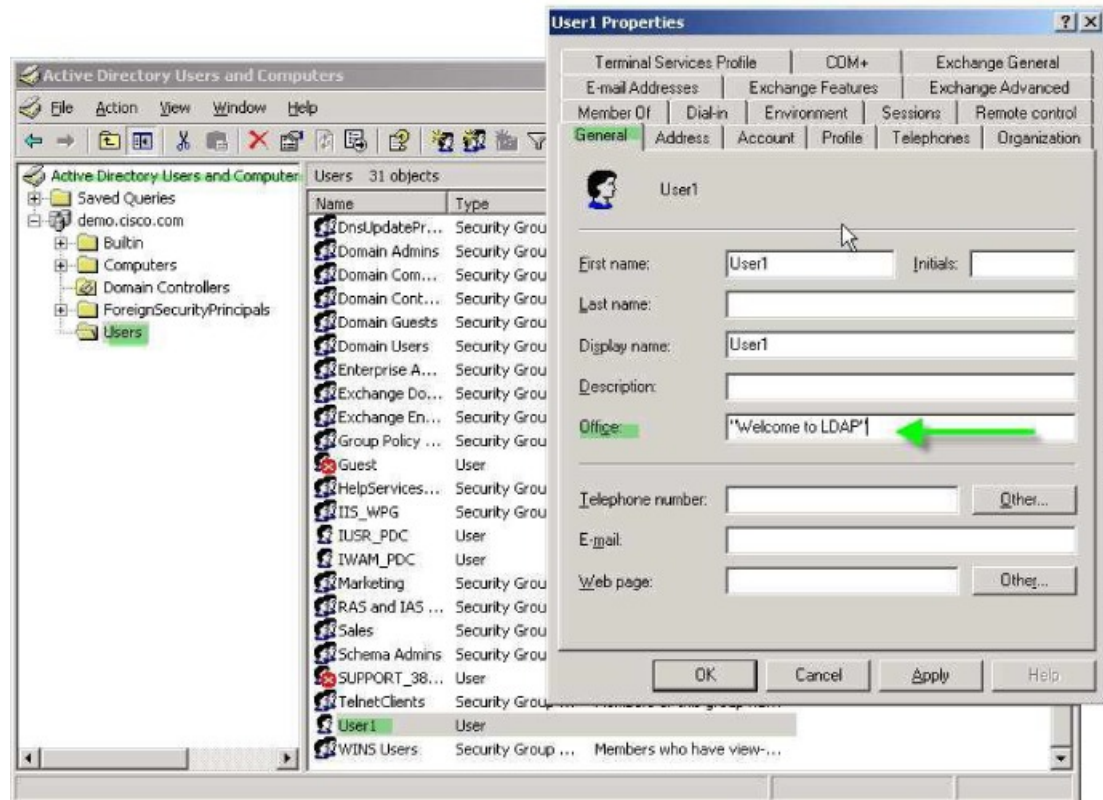 Active Directory Users and Computers
File Action View Window Help
Active Directory Users and Computer
Saved Queries
demo.cisco.com
Builtin
Computers
Domain Controllers
ForeignSecurityPrincipals
Users
Users 31 objects
Name Type
DnsUpdatePr... Security Grou
Domain Admins Security Grou
Domain Com... Security Grou
Domain Cont... Security Grou
Domain Guests Security Grou
Domain Users Security Grou
Enterprise A... Security Grou
Exchange Do... Security Grou
Exchange En... Security Grou
Group Policy ... Security Grou
Guest User
HelpServices... Security Grou
IIS_WPG Security Grou
IUSR_PDC User
IWAM_PDC User
Marketing Security Grou
RAS and IAS ... Security Grou
Sales Security Grou
Schema Admins Security Grou
SUPPORT_38... User
TelnetClients Security Group ... Members of this group ha...
User1 User
WINS Users Security Group ... Members who have view-...
User1 Properties
Terminal Services Profile COM+ Exchange General
E-mail Addresses Exchange Features Exchange Advanced
Member Of Dial-in Environment Sessions Remote control
General Address Account Profile Telephones Organization
User1
First name: User1 Initials:
Last name:
Display name: User1
Description:
Office: "Welcome to LDAP"
Telephone number: Other...
E-mail:
Web page: Other...
OK Cancel Apply Help